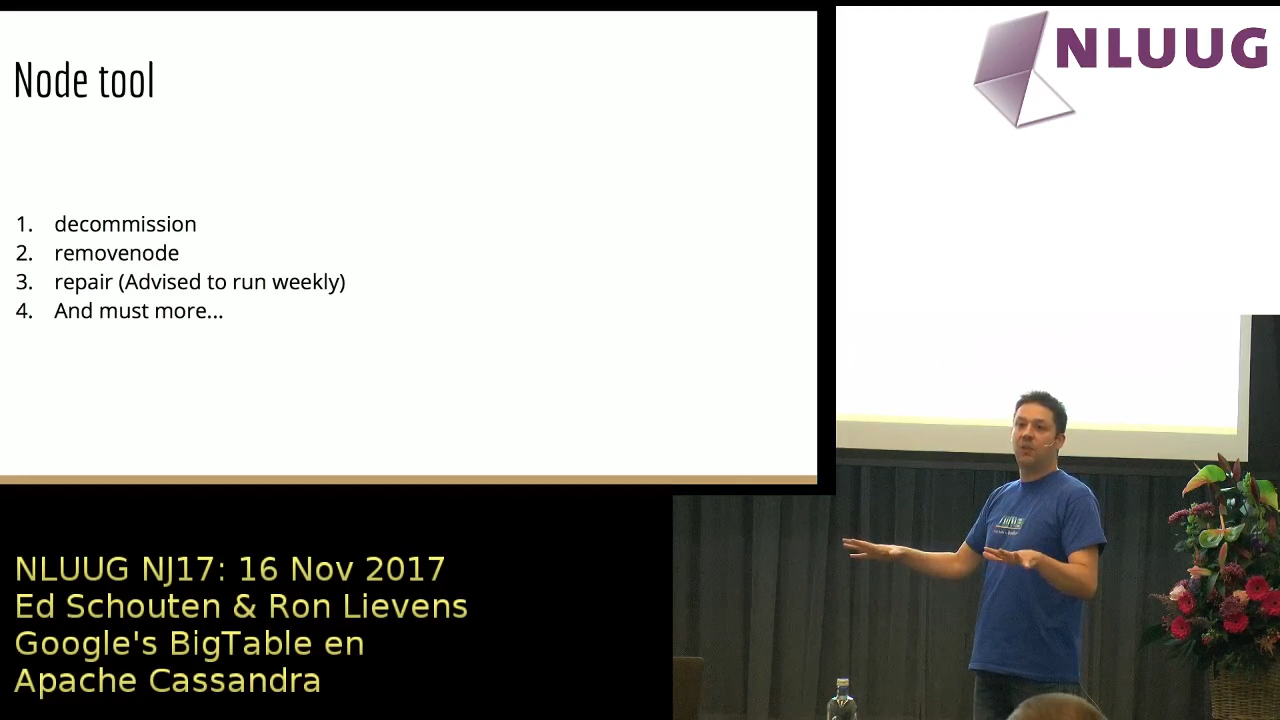 Node tool
1. decommission
2. removenode
3. repair (Advised to run weekly)
4. And must more...
NLUUG
NLUUG NJ17: 16 Nov 2017
Ed Schouten & Ron Lievens
Google's BigTable en
Apache Cassandra